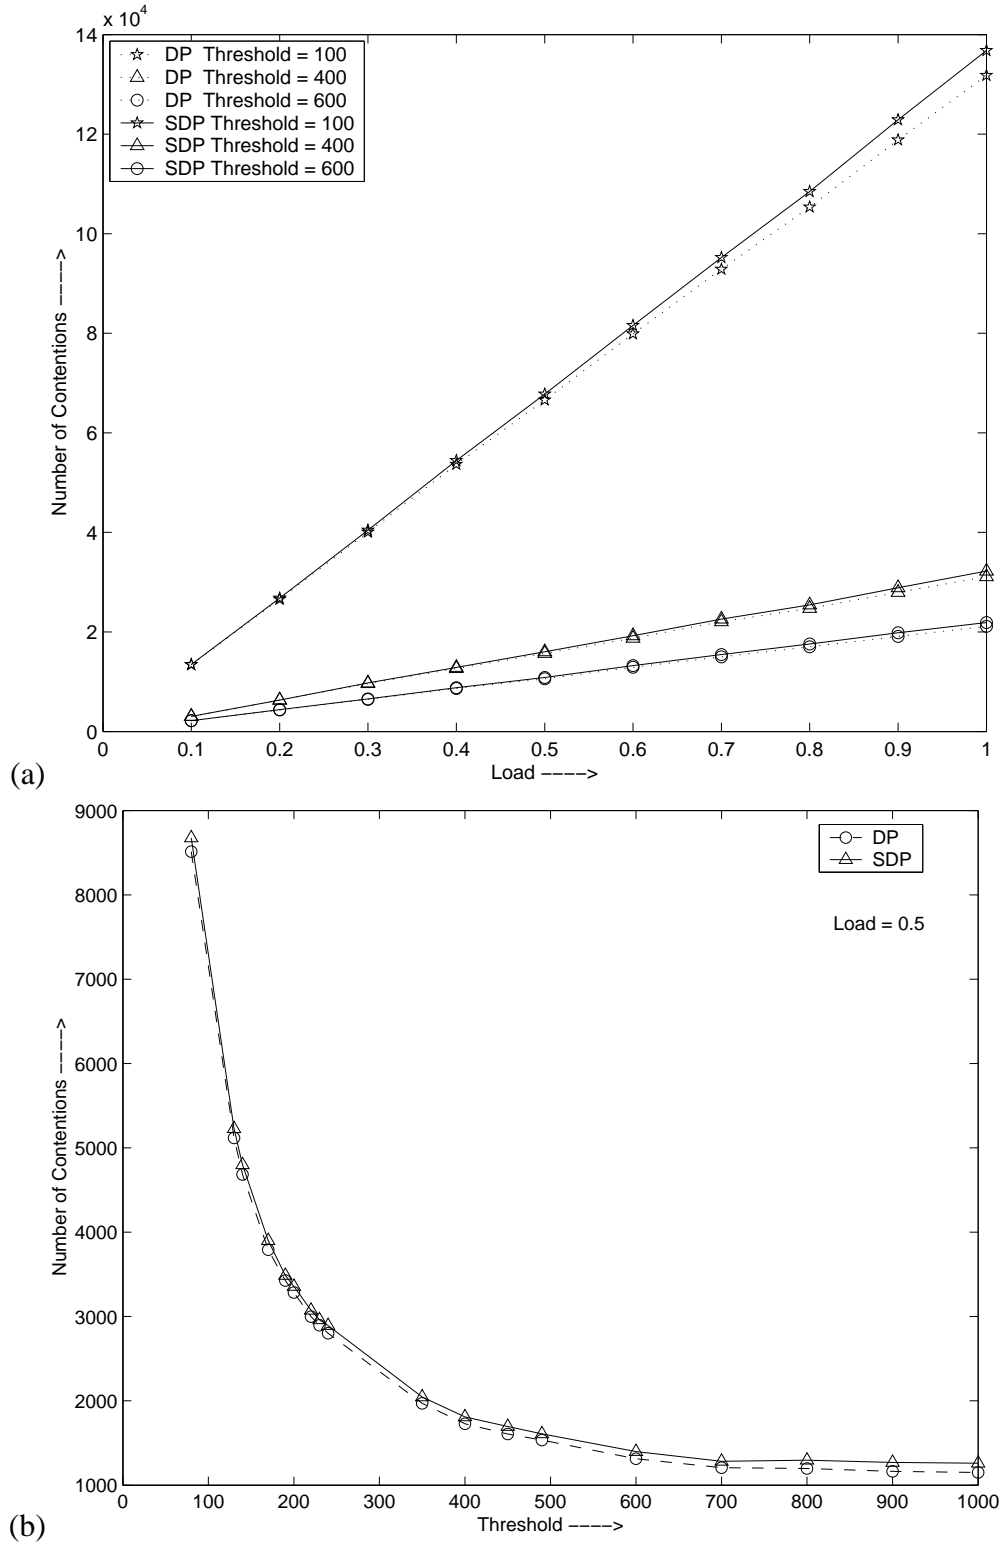 x 10⁴
14
DP Threshold = 100
DP Threshold = 400
DP Threshold = 600
SDP Threshold = 100
SDP Threshold = 400
SDP Threshold = 600
12
10
8
6
4
2
0
Number of Contentions −−−−−>
0 0.1 0.2 0.3 0.4 0.5 0.6 0.7 0.8 0.9 1
Load −−−−>
(a)
9000
DP
SDP
Load = 0.5
8000
7000
6000
5000
4000
3000
2000
1000
Number of Contentions −−−−−>
0 100 200 300 400 500 600 700 800 900 1000
Threshold −−−−>
(b)